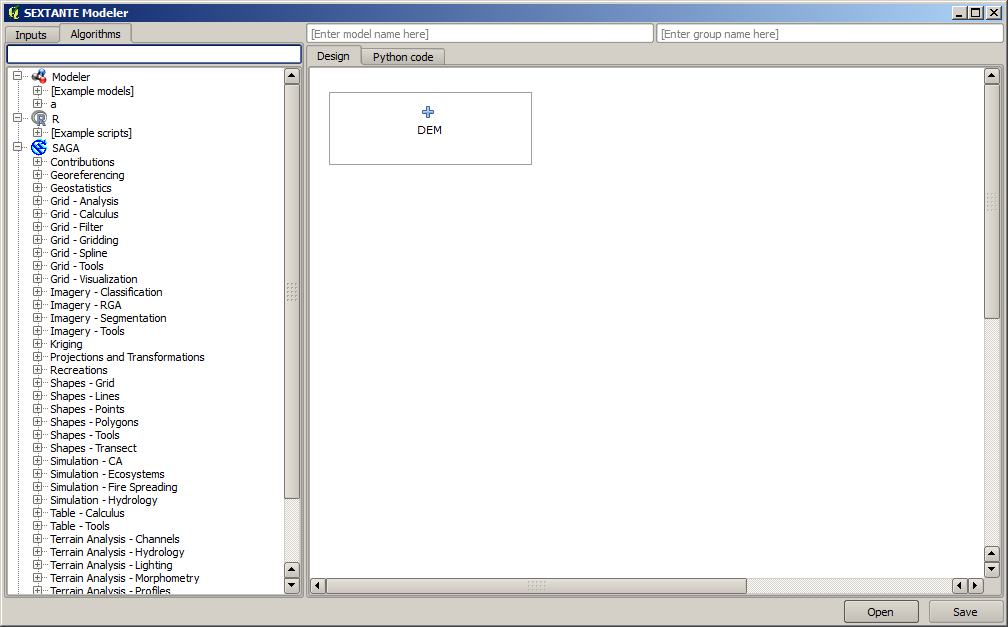 SEXTANTE Modeler
Inputs Algorithms
[Enter model name here] [Enter group name here]
Design Python code
Modeler
[Example models]
a
R
[Example scripts]
SAGA
Contributions
Georeferencing
Geostatistics
Grid - Analysis
Grid - Calculus
Grid - Filter
Grid - Gridding
Grid - Spline
Grid - Tools
Grid - Visualization
Imagery - Classification
Imagery - RGA
Imagery - Segmentation
Imagery - Tools
Kriging
Projections and Transformations
Recreations
Shapes - Grid
Shapes - Lines
Shapes - Points
Shapes - Polygons
Shapes - Tools
Shapes - Transect
Simulation - CA
Simulation - Ecosystems
Simulation - Fire Spreading
Simulation - Hydrology
Table - Calculus
Table - Tools
Terrain Analysis - Channels
Terrain Analysis - Hydrology
Terrain Analysis - Lighting
Terrain Analysis - Morphometry
Terrain Analysis - Profiles
DEM
Open Save